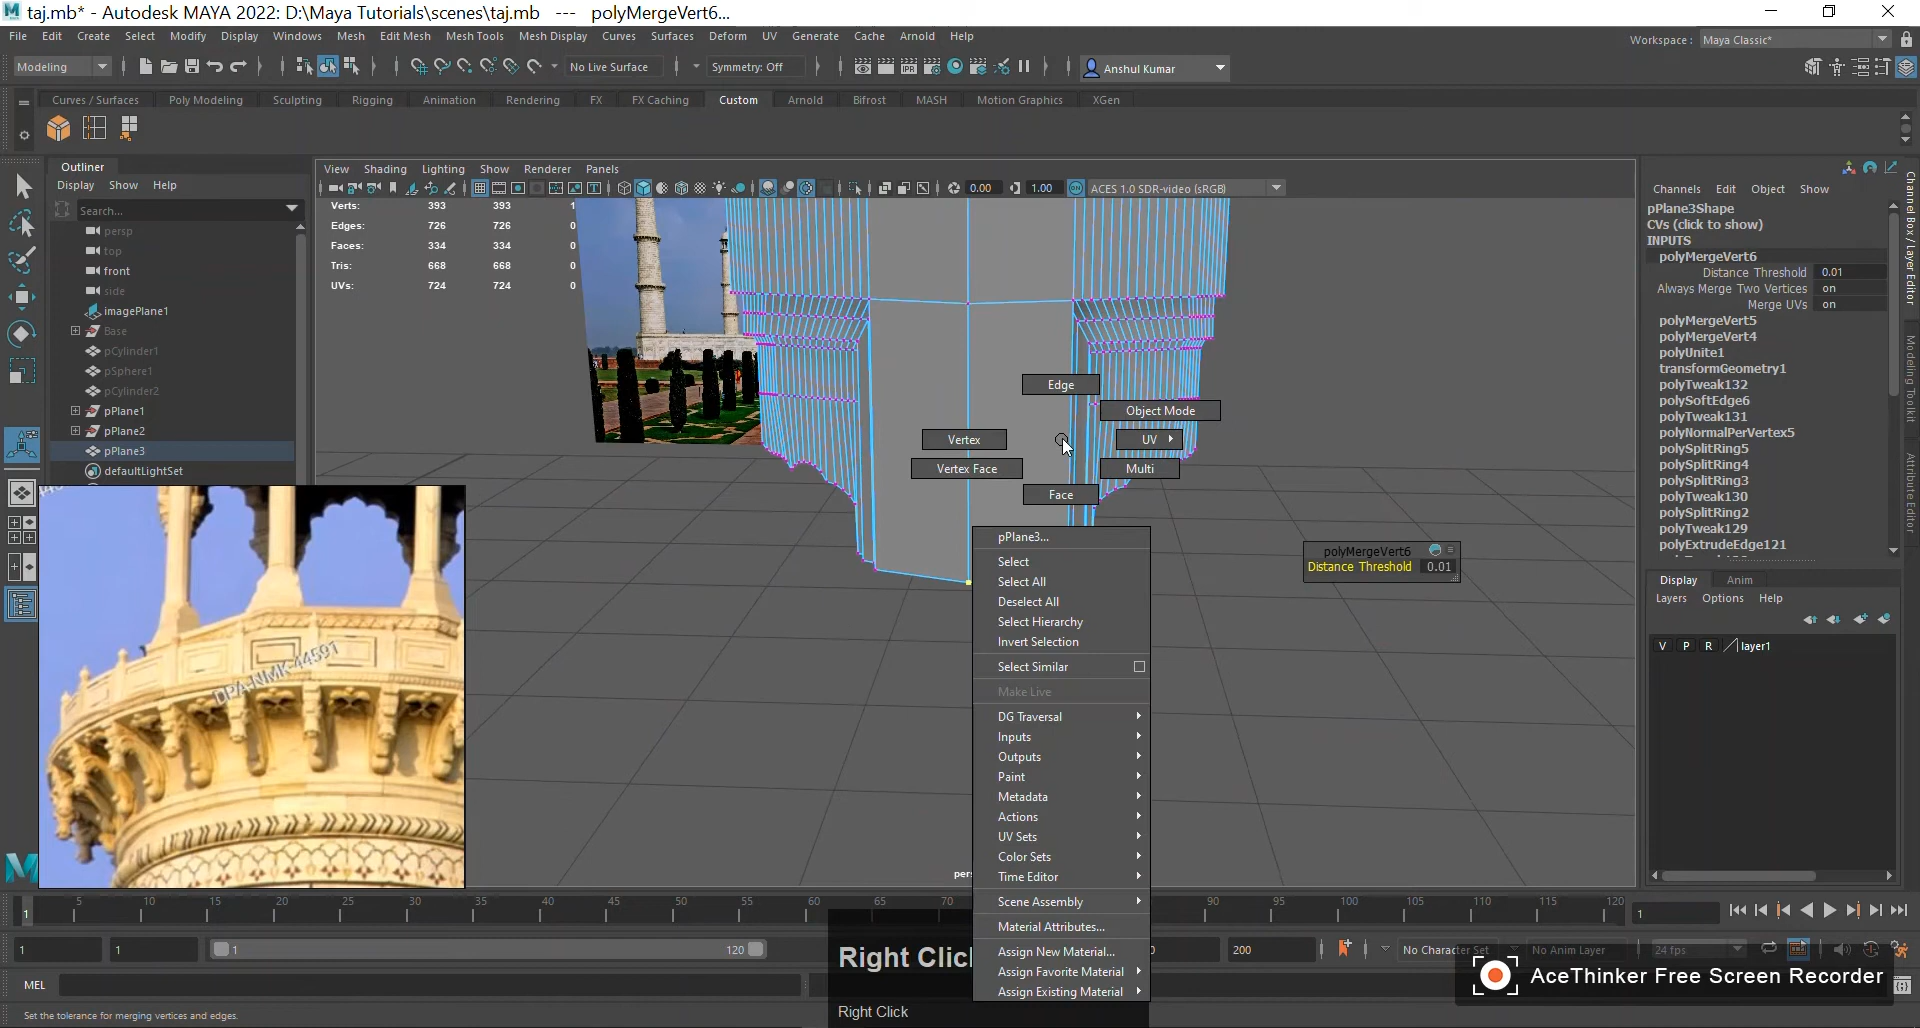 taj.mb* - Autodesk MAYA 2022: D:\Maya Tutorials\scenes\taj.mb   ---   polyMergeVert6...
File Edit Create Select Modify Display Windows Mesh Edit Mesh Mesh Tools Mesh Display Curves Surfaces Deform UV Generate Cache Arnold Help
Workspace : Maya Classic*
Modeling No Live Surface Symmetry: Off Anshul Kumar
IPR
Curves / Surfaces Poly Modeling Sculpting Rigging Animation Rendering FX FX Caching Custom Arnold Bifrost MASH Motion Graphics XGen
Outliner
Display Show Help
Search...
persp
top
front
side
imagePlane1
Base
pCylinder1
pSphere1
pCylinder2
pPlane1
pPlane2
pPlane3
defaultLightSet
View Shading Lighting Show Renderer Panels
0.00 1.00 ACES 1.0 SDR-video (sRGB)
Verts: 393 393 1
Edges: 726 726 0
Faces: 334 334 0
Tris: 668 668 0
UVs: 724 724 0
Edge
Object Mode
Vertex
UV
Vertex Face
Multi
Face
pPlane3...
Select
Select All
Deselect All
Select Hierarchy
Invert Selection
Select Similar
Make Live
DG Traversal
Inputs
Outputs
Paint
Metadata
Actions
UV Sets
Color Sets
Time Editor
Scene Assembly
Material Attributes...
Assign New Material...
Assign Favorite Material
Assign Existing Material
polyMergeVert6
Distance Threshold 0.01
DPA-NMK-44591
Channels Edit Object Show
pPlane3Shape
CVs (click to show)
INPUTS
polyMergeVert6
Distance Threshold 0.01
Always Merge Two Vertices on
Merge UVs on
polyMergeVert5
polyMergeVert4
polyUnite1
transformGeometry1
polyTweak132
polySoftEdge6
polyTweak131
polyNormalPerVertex5
polySplitRing5
polySplitRing4
polySplitRing3
polyTweak130
polySplitRing2
polyTweak129
polyExtrudeEdge121
Channel Box / Layer Editor
Modeling Toolkit
Attribute Editor
Display Anim
Layers Options Help
V P R layer1
5 10 15 20 25 30 35 40 45 50 55 60 65 70 90 95 100 105 110 115 120
1
1
1 1 1 120 200 No Character Set No Anim Layer 24 fps
MEL
Set the tolerance for merging vertices and edges.
Right Clic
Right Click
AceThinker Free Screen Recorder